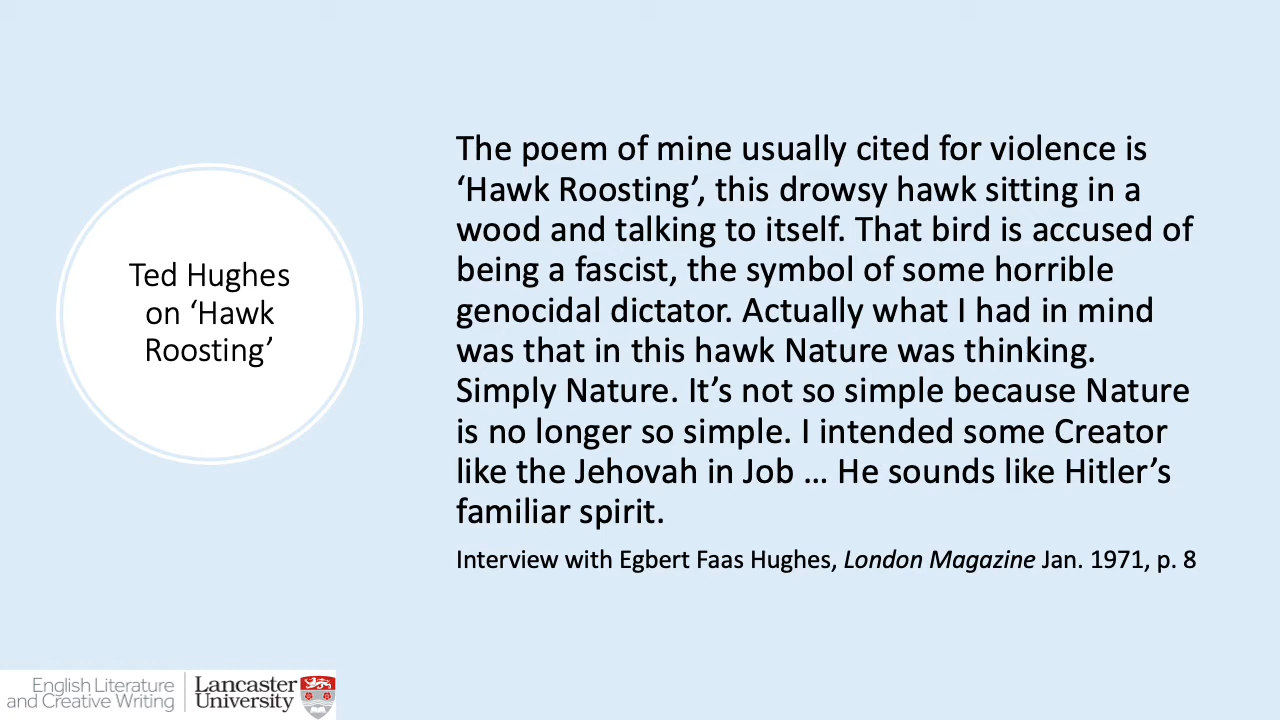 Ted Hughes
on ‘Hawk
Roosting’
The poem of mine usually cited for violence is
‘Hawk Roosting’, this drowsy hawk sitting in a
wood and talking to itself. That bird is accused of
being a fascist, the symbol of some horrible
genocidal dictator. Actually what I had in mind
was that in this hawk Nature was thinking.
Simply Nature. It’s not so simple because Nature
is no longer so simple. I intended some Creator
like the Jehovah in Job ... He sounds like Hitler’s
familiar spirit.
Interview with Egbert Faas Hughes, London Magazine Jan. 1971, p. 8
English Literature
and Creative Writing
Lancaster
University